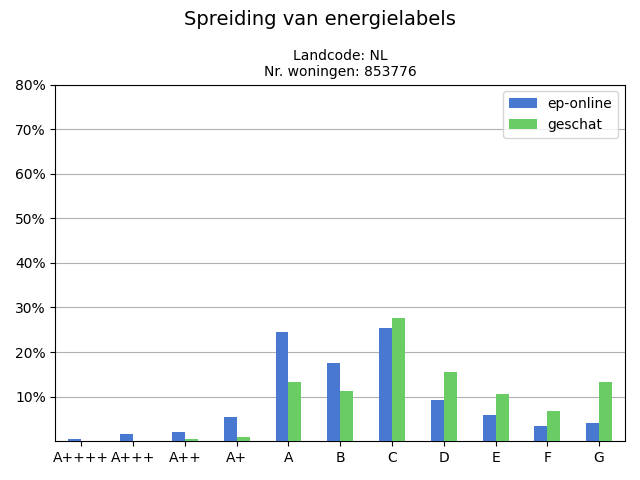 Spreiding van energielabels
Landcode: NL
Nr. woningen: 853776
80%
70%
60%
50%
40%
30%
20%
10%
ep-online
geschat
A++++ A+++ A++ A+ A B C D E F G